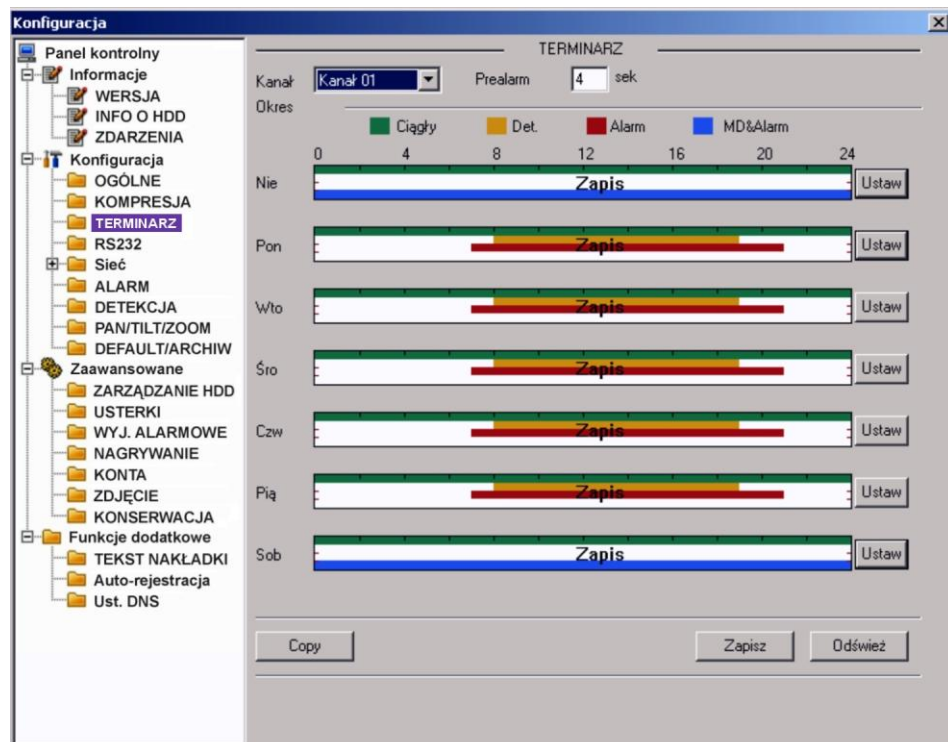 Konfiguracja
Panel kontrolny
Informacje
WERSJA
INFO O HDD
ZDARZENIA
Konfiguracja
OGÓLNE
KOMPRESJA
TERMINARZ
RS232
Sieć
ALARM
DETEKCJA
PAN/TILT/ZOOM
DEFAULT/ARCHIW
Zaawansowane
ZARZĄDZANIE HDD
USTERKI
WYJ. ALARMOWE
NAGRYWANIE
KONTA
ZDJĘCIE
KONSERWACJA
Funkcje dodatkowe
TEKST NAKŁADKI
Auto-rejestracja
Ust. DNS
TERMINARZ
Kanał Kanał 01 Prealarm 4 sek
Okres
Ciągły Det. Alarm MD&Alarm
0 4 8 12 16 20 24
Nie Zapis Ustaw
Pon Zapis Ustaw
Wto Zapis Ustaw
Śro Zapis Ustaw
Czw Zapis Ustaw
Pią Zapis Ustaw
Sob Zapis Ustaw
Copy Zapisz Odśwież